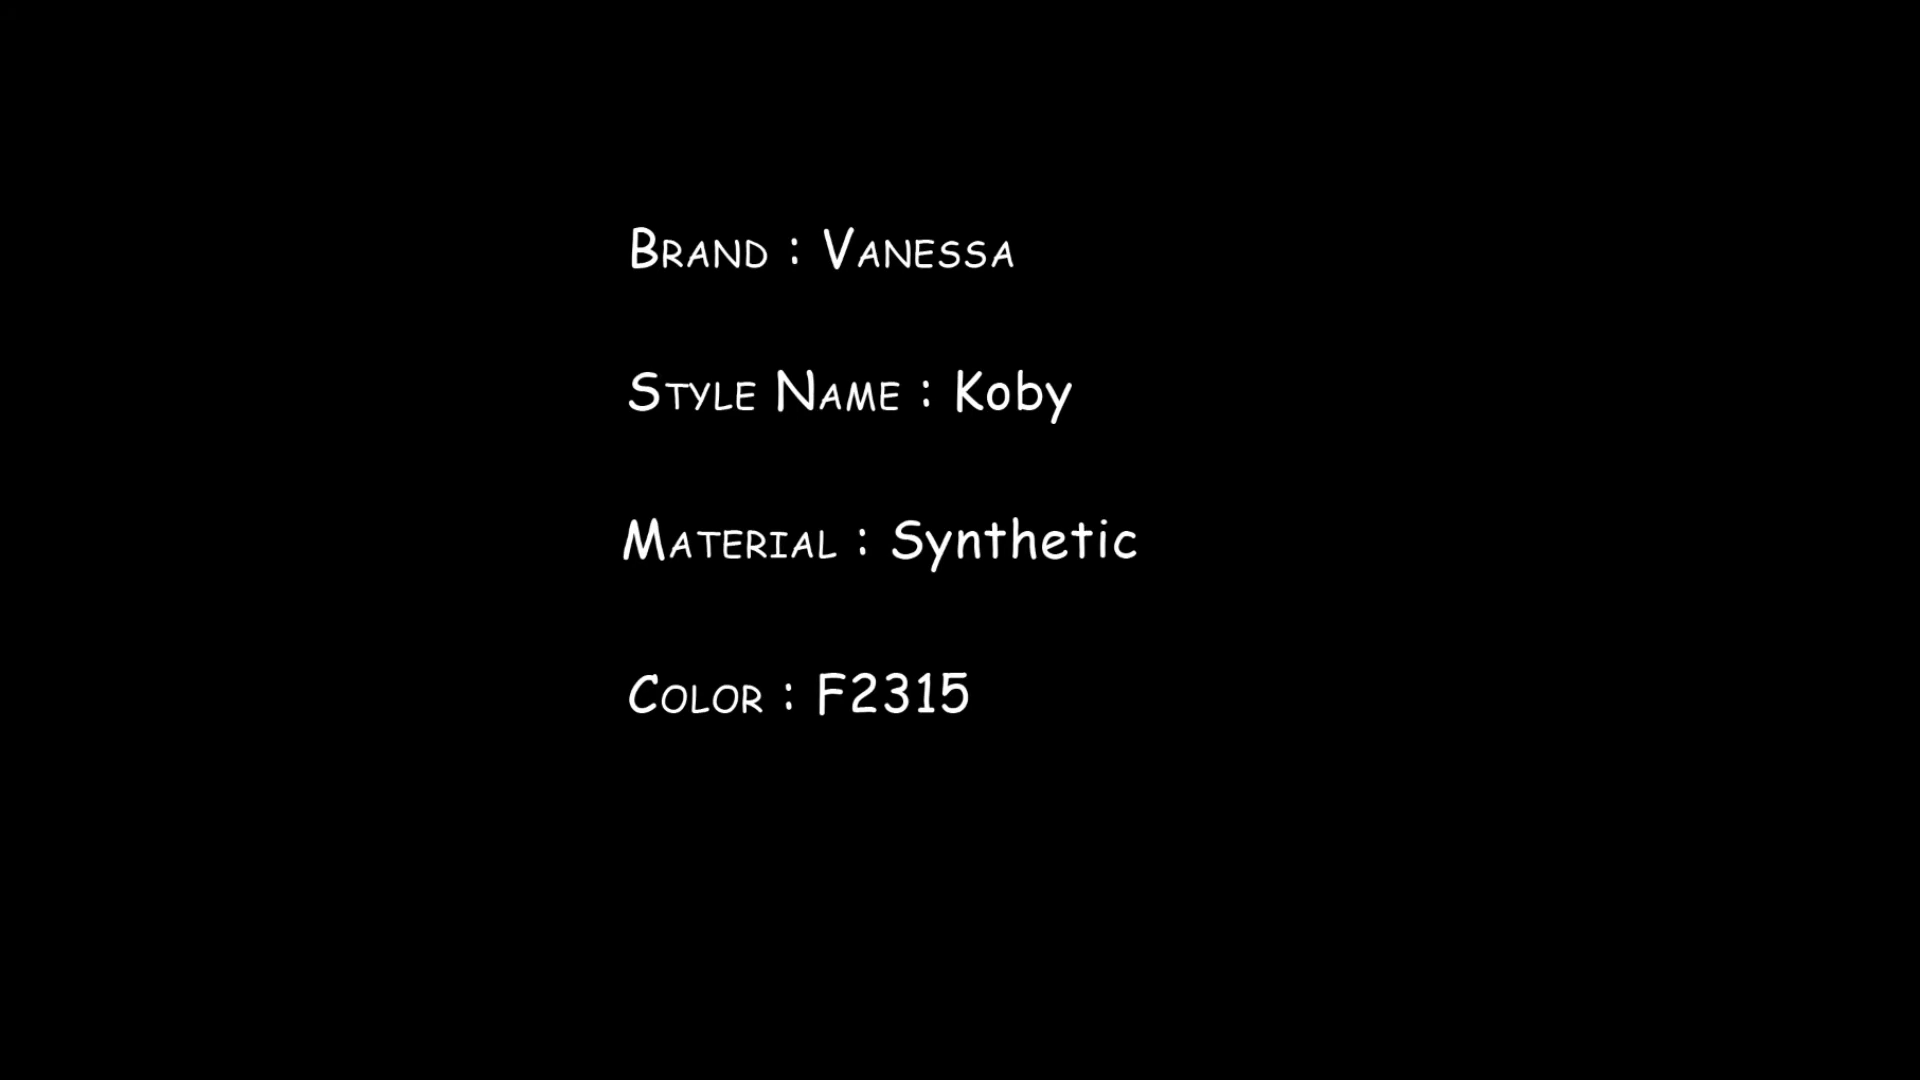 Brand : Vanessa
Style Name : Koby
Material : Synthetic
Color : F2315